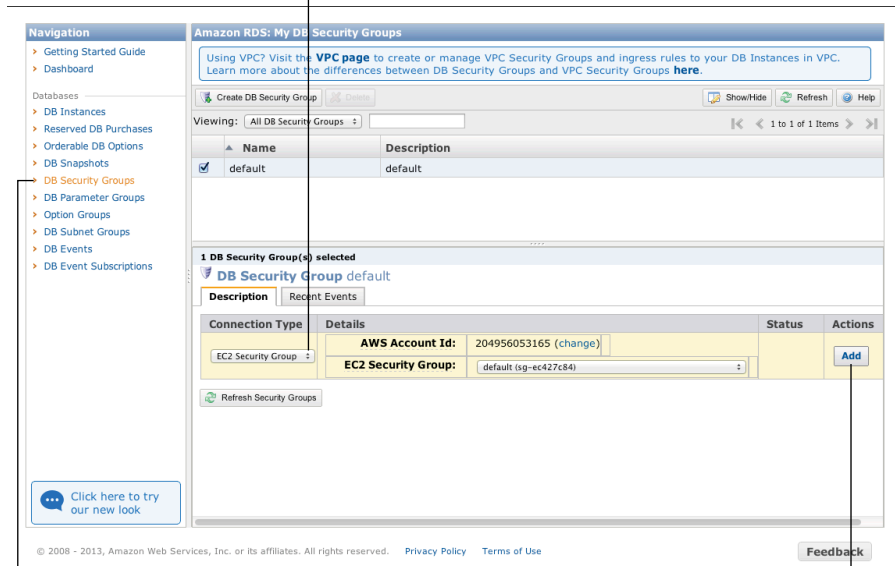 Navigation
Getting Started Guide
Dashboard
Databases
DB Instances
Reserved DB Purchases
Orderable DB Options
DB Snapshots
DB Security Groups
DB Parameter Groups
Option Groups
DB Subnet Groups
DB Events
DB Event Subscriptions
Click here to try
our new look
Amazon RDS: My DB Security Groups
Using VPC? Visit the VPC page to create or manage VPC Security Groups and ingress rules to your DB Instances in VPC.
Learn more about the differences between DB Security Groups and VPC Security Groups here.
Create DB Security Group Delete Show/Hide Refresh Help
Viewing: All DB Security Groups 1 to 1 of 1 Items
Name Description
default default
1 DB Security Group(s) selected
DB Security Group default
Description Recent Events
Connection Type Details Status Actions
AWS Account Id: 204956053165 (change)
EC2 Security Group Add
EC2 Security Group: default (sg-ec427c84)
Refresh Security Groups
© 2008 - 2013, Amazon Web Services, Inc. or its affiliates. All rights reserved. Privacy Policy Terms of Use Feedback